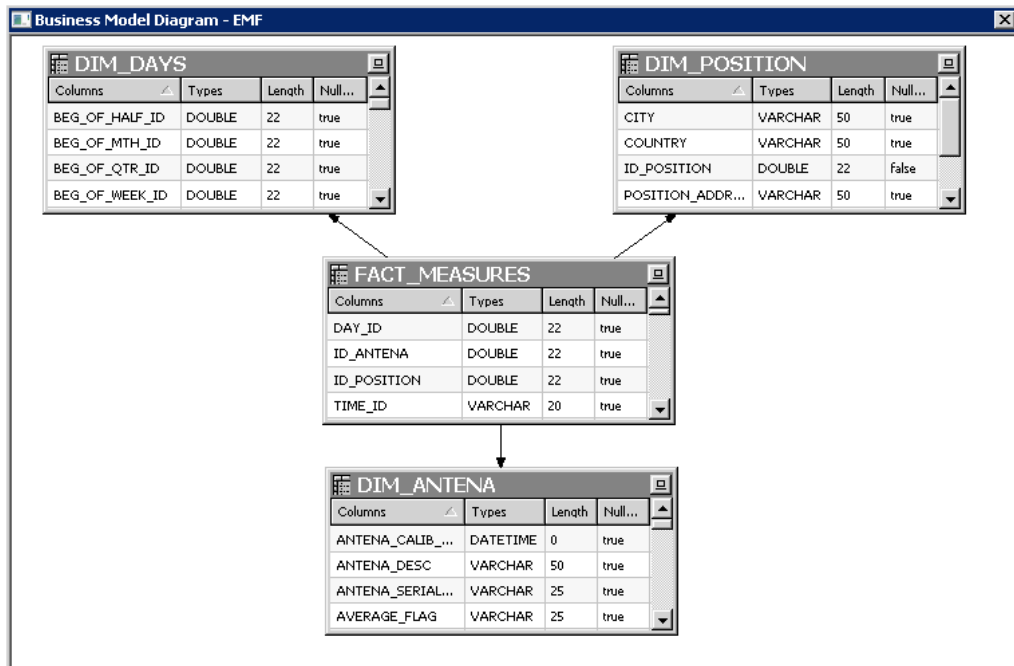 Business Model Diagram - EMF
DIM_DAYS
Columns Types Length Null...
BEG_OF_HALF_ID DOUBLE 22 true
BEG_OF_MTH_ID DOUBLE 22 true
BEG_OF_QTR_ID DOUBLE 22 true
BEG_OF_WEEK_ID DOUBLE 22 true
DIM_POSITION
Columns Types Length Null...
CITY VARCHAR 50 true
COUNTRY VARCHAR 50 true
ID_POSITION DOUBLE 22 false
POSITION_ADDR... VARCHAR 50 true
FACT_MEASURES
Columns Types Length Null...
DAY_ID DOUBLE 22 true
ID_ANTENA DOUBLE 22 true
ID_POSITION DOUBLE 22 true
TIME_ID VARCHAR 20 true
DIM_ANTENA
Columns Types Length Null...
ANTENA_CALIB_... DATETIME 0 true
ANTENA_DESC VARCHAR 50 true
ANTENA_SERIAL... VARCHAR 25 true
AVERAGE_FLAG VARCHAR 25 true